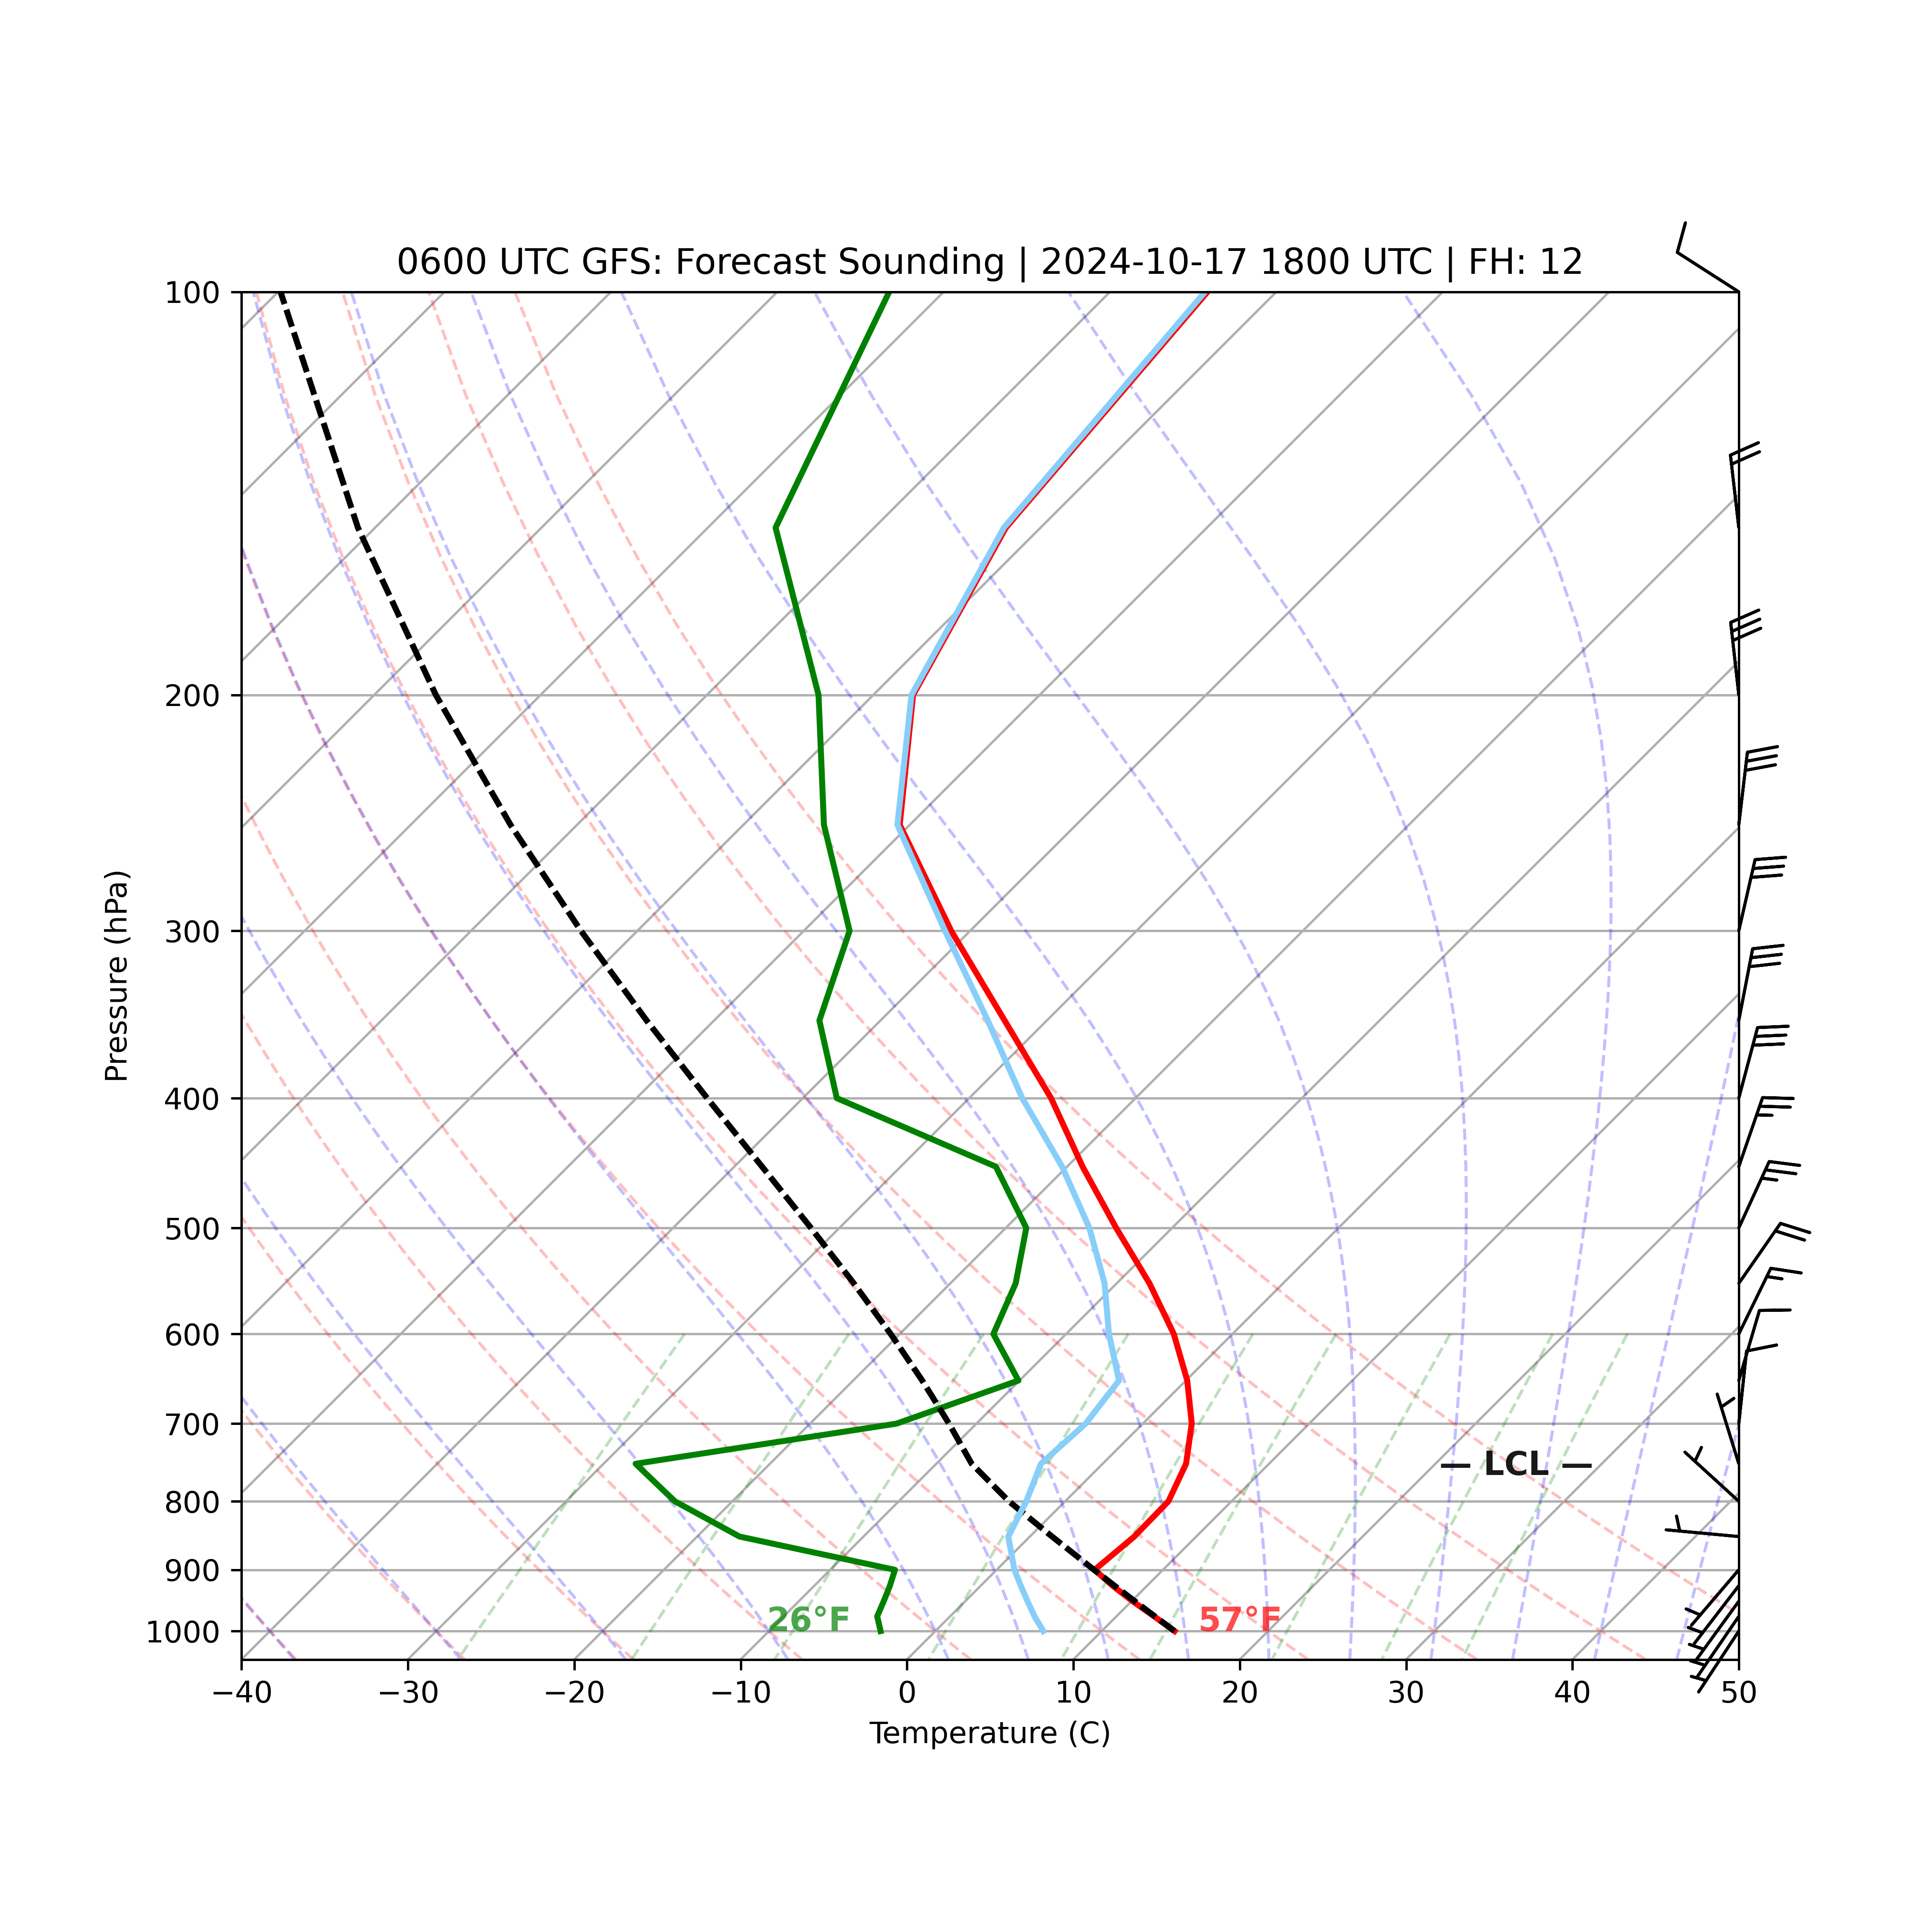 0600 UTC GFS: Forecast Sounding | 2024-10-17 1800 UTC | FH: 12
100
200
300
400
500
600
700
800
900
1000
Pressure (hPa)
— LCL —
26°F
57°F
−40 −30 −20 −10 0 10 20 30 40 50
Temperature (C)